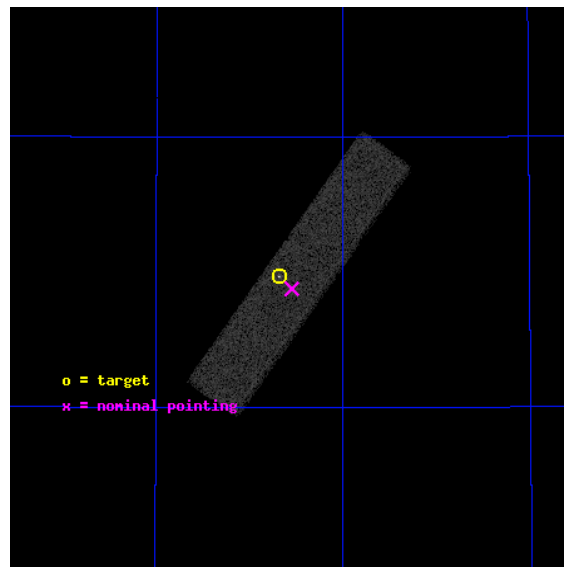 o = target
x = nominal pointing